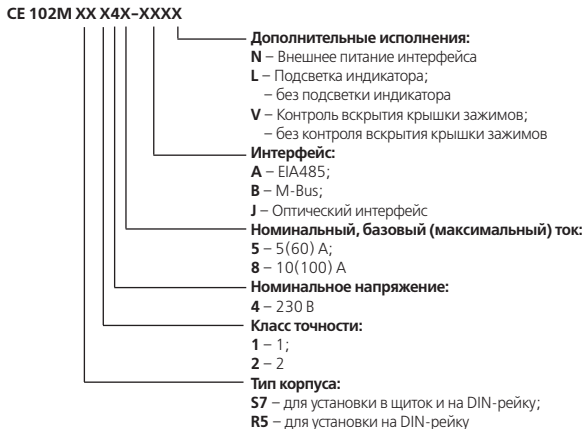 CE 102M XX X4X–XXXX
Дополнительные исполнения:
N – Внешнее питание интерфейса
L – Подсветка индикатора;
– без подсветки индикатора
V – Контроль вскрытия крышки зажимов;
– без контроля вскрытия крышки зажимов
Интерфейс:
A – EIA485;
B – M-Bus;
J – Оптический интерфейс
Номинальный, базовый (максимальный) ток:
5 – 5(60) А;
8 – 10(100) А
Номинальное напряжение:
4 – 230 В
Класс точности:
1 – 1;
2 – 2
Тип корпуса:
S7 – для установки в щиток и на DIN-рейку;
R5 – для установки на DIN-рейку